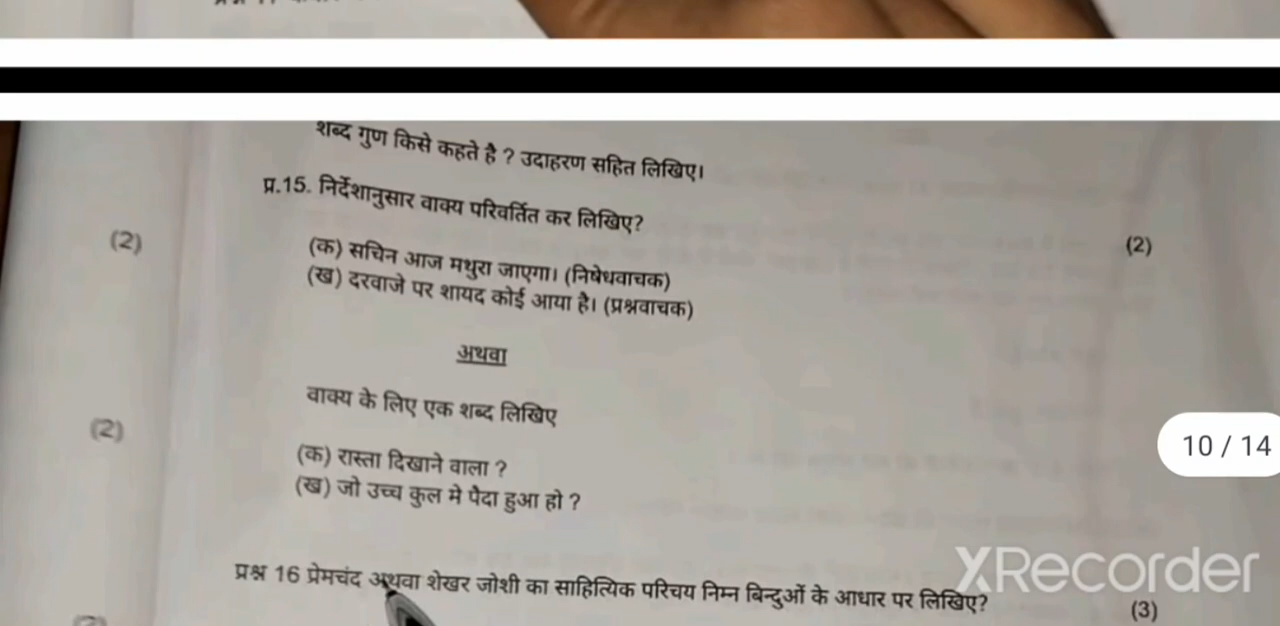 शब्द गुण किसे कहते है ? उदाहरण सहित लिखिए।
प्र.15. निर्देशानुसार वाक्य परिवर्तित कर लिखिए?
(2) (2)
(क) सचिन आज मथुरा जाएगा। (निषेधवाचक)
(ख) दरवाजे पर शायद कोई आया है। (प्रश्नवाचक)
अथवा
वाक्य के लिए एक शब्द लिखिए
(2)
10 / 14
(क) रास्ता दिखाने वाला ?
(ख) जो उच्च कुल मे पैदा हुआ हो ?
XRecorder
प्रश्न 16 प्रेमचंद अथवा शेखर जोशी का साहित्यिक परिचय निम्न बिन्दुओं के आधार पर लिखिए?
(3)